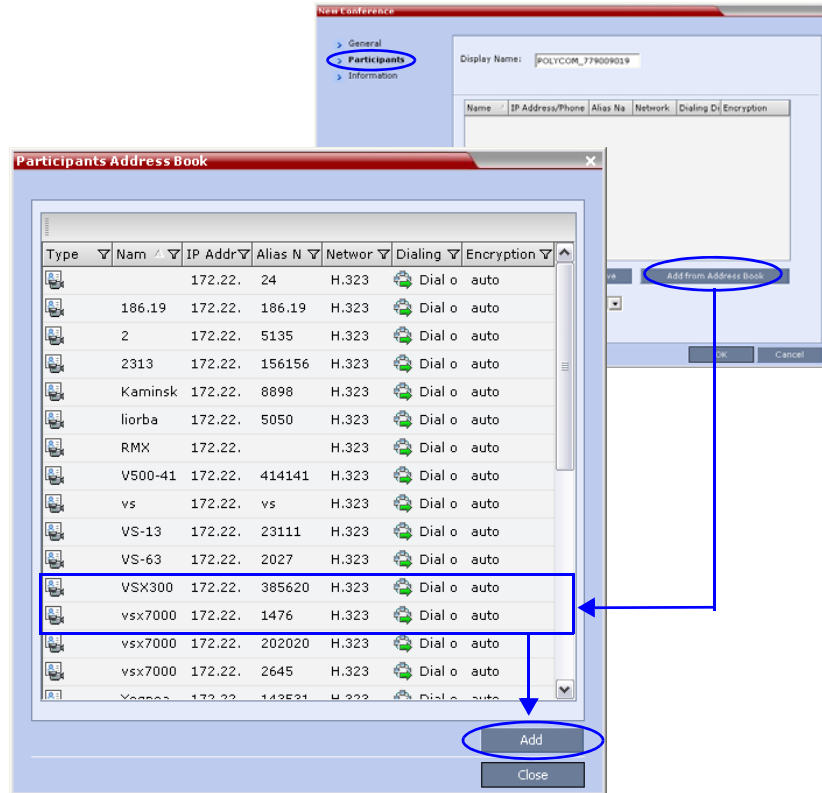 New Conference
General
Participants
Information
Display Name: POLYCOM_779009019
Name IP Address/Phone Alias Na Network Dialing Di Encryption
Add from Address Book
OK Cancel
Participants Address Book
Type Nam IP Addr Alias N Networ Dialing Encryption
172.22. 24 H.323 Dial o auto
186.19 172.22. 186.19 H.323 Dial o auto
2 172.22. 5135 H.323 Dial o auto
2313 172.22. 156156 H.323 Dial o auto
Kaminsk 172.22. 8898 H.323 Dial o auto
liorba 172.22. 5050 H.323 Dial o auto
RMX 172.22. H.323 Dial o auto
V500-41 172.22. 414141 H.323 Dial o auto
vs 172.22. vs H.323 Dial o auto
VS-13 172.22. 23111 H.323 Dial o auto
VS-63 172.22. 2027 H.323 Dial o auto
VSX300 172.22. 385620 H.323 Dial o auto
vsx7000 172.22. 1476 H.323 Dial o auto
vsx7000 172.22. 202020 H.323 Dial o auto
vsx7000 172.22. 2645 H.323 Dial o auto
172.22. H.323 Dial o auto
Add
Close